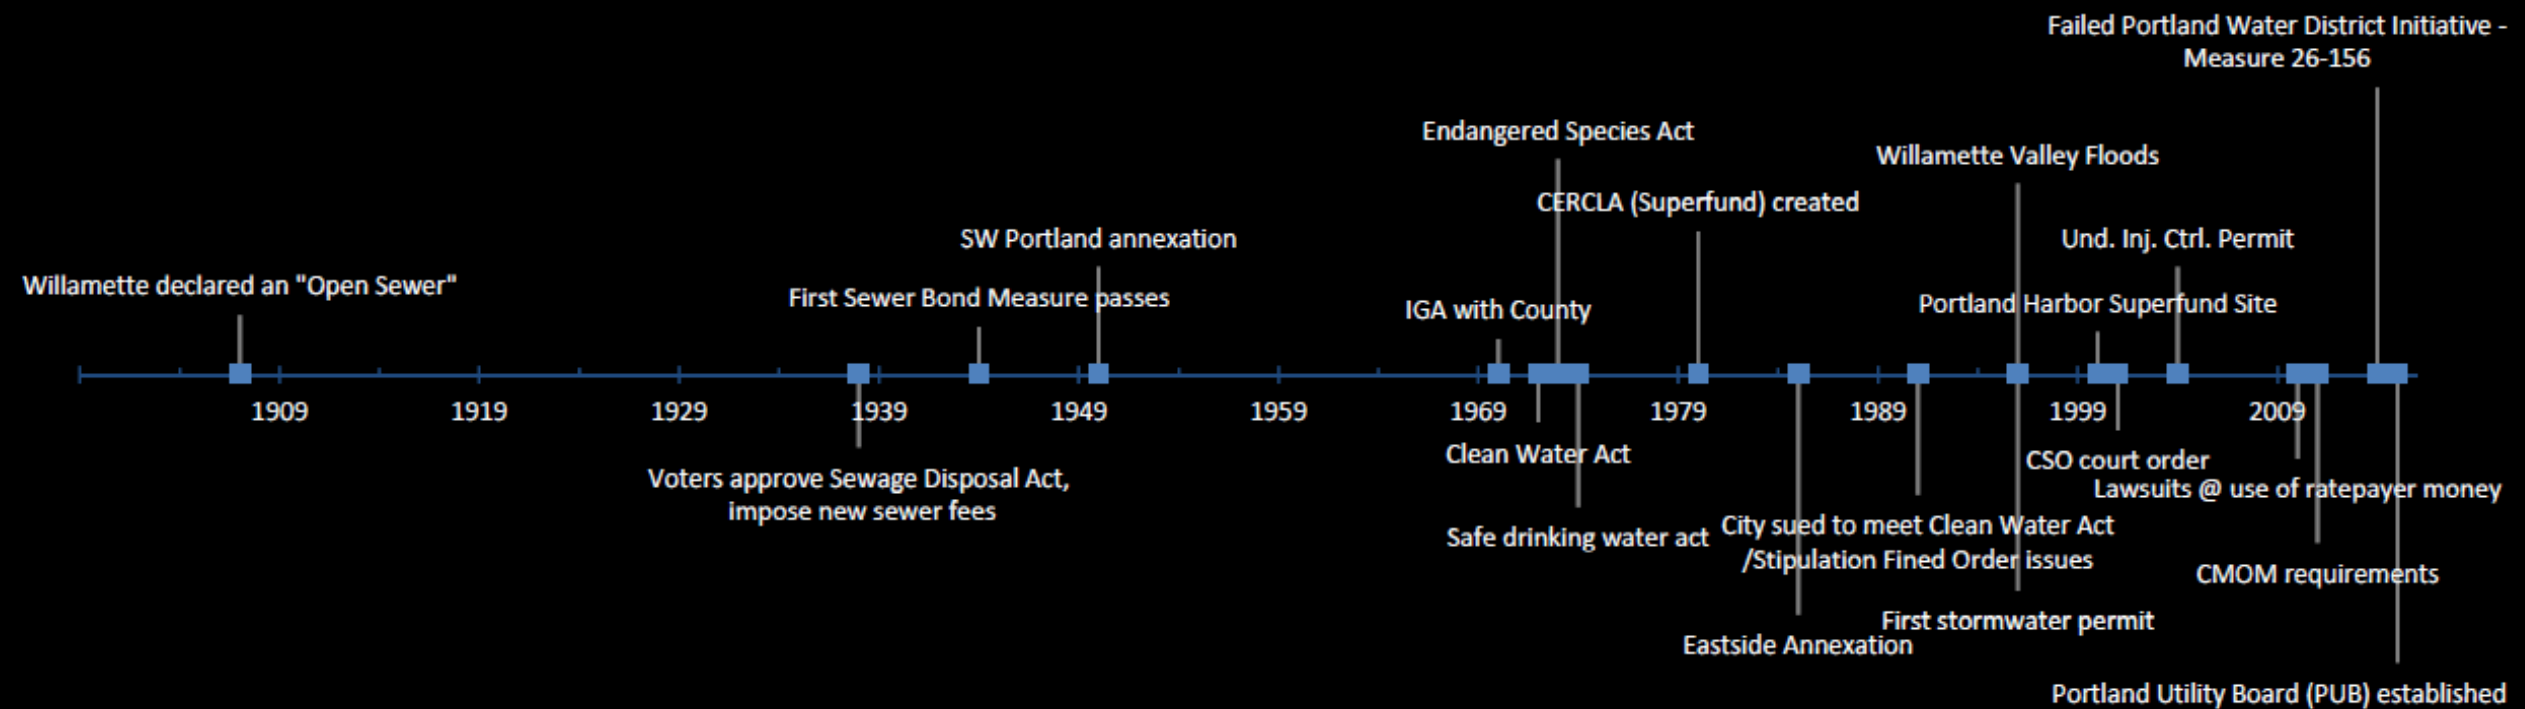 Failed Portland Water District Initiative -
Measure 26-156
Endangered Species Act
Willamette Valley Floods
CERCLA (Superfund) created
SW Portland annexation
Und. Inj. Ctrl. Permit
Willamette declared an "Open Sewer"
First Sewer Bond Measure passes
IGA with County
Portland Harbor Superfund Site
1909 1919 1929 1939 1949 1959 1969 1979 1989 1999 2009
Clean Water Act
CSO court order
Voters approve Sewage Disposal Act,
impose new sewer fees
Lawsuits @ use of ratepayer money
Safe drinking water act
City sued to meet Clean Water Act
/Stipulation Fined Order issues
CMOM requirements
First stormwater permit
Eastside Annexation
Portland Utility Board (PUB) established